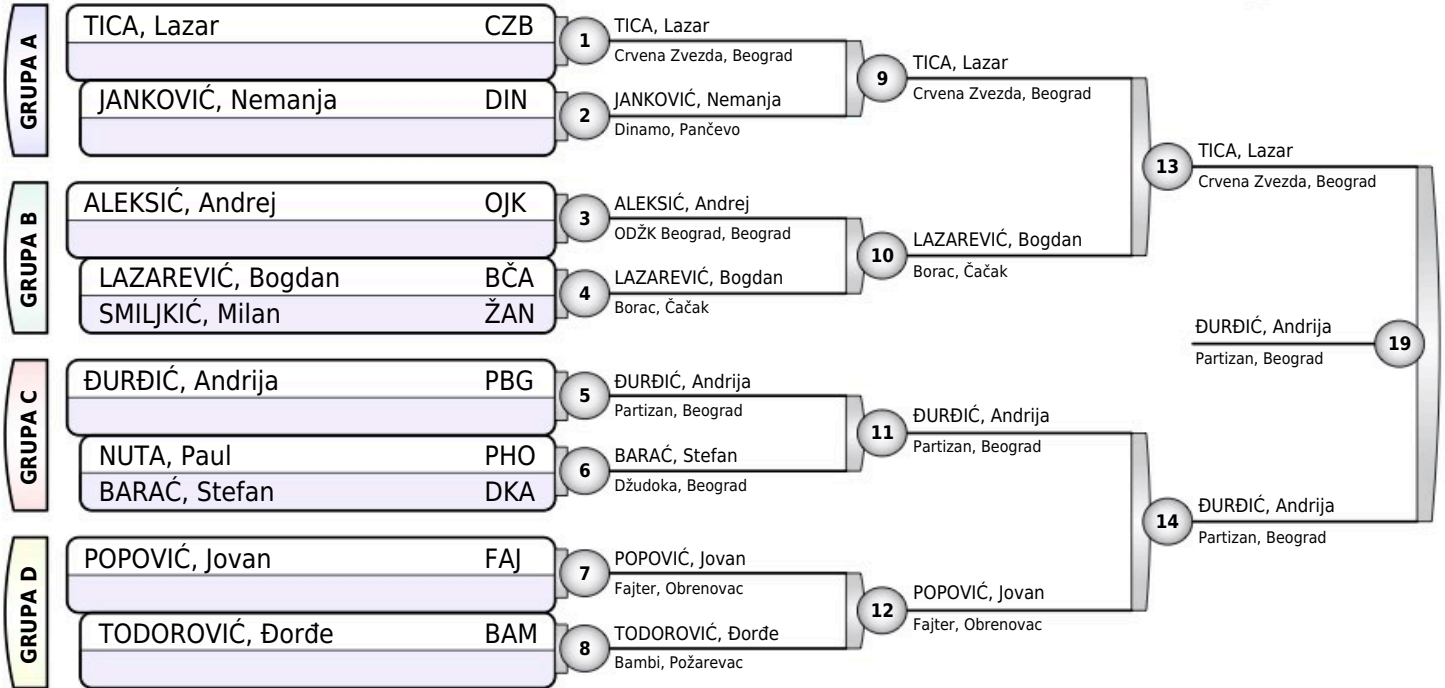 GRUPA A
TICA, Lazar CZB
JANKOVIĆ, Nemanja DIN
GRUPA B
ALEKSIĆ, Andrej OJK
LAZAREVIĆ, Bogdan BČA
SMILJKIĆ, Milan ŽAN
GRUPA C
ĐURĐIĆ, Andrija PBG
NUTA, Paul PHO
BARAĆ, Stefan DKA
GRUPA D
POPOVIĆ, Jovan FAJ
TODOROVIĆ, Đorđe BAM
1
TICA, Lazar
Crvena Zvezda, Beograd
2
JANKOVIĆ, Nemanja
Dinamo, Pančevo
3
ALEKSIĆ, Andrej
ODŽK Beograd, Beograd
4
LAZAREVIĆ, Bogdan
Borac, Čačak
5
ĐURĐIĆ, Andrija
Partizan, Beograd
6
BARAĆ, Stefan
Džudoka, Beograd
7
POPOVIĆ, Jovan
Fajter, Obrenovac
8
TODOROVIĆ, Đorđe
Bambi, Požarevac
9
TICA, Lazar
Crvena Zvezda, Beograd
10
LAZAREVIĆ, Bogdan
Borac, Čačak
11
ĐURĐIĆ, Andrija
Partizan, Beograd
12
POPOVIĆ, Jovan
Fajter, Obrenovac
13
TICA, Lazar
Crvena Zvezda, Beograd
14
ĐURĐIĆ, Andrija
Partizan, Beograd
ĐURĐIĆ, Andrija
Partizan, Beograd
19